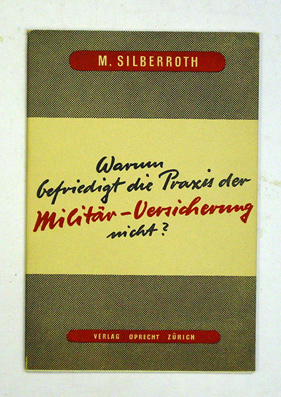 M. SILBERROTH
Warum
befriedigt die Praxis der
Militär-Versicherung
nicht?
VERLAG OPRECHT ZÜRICH